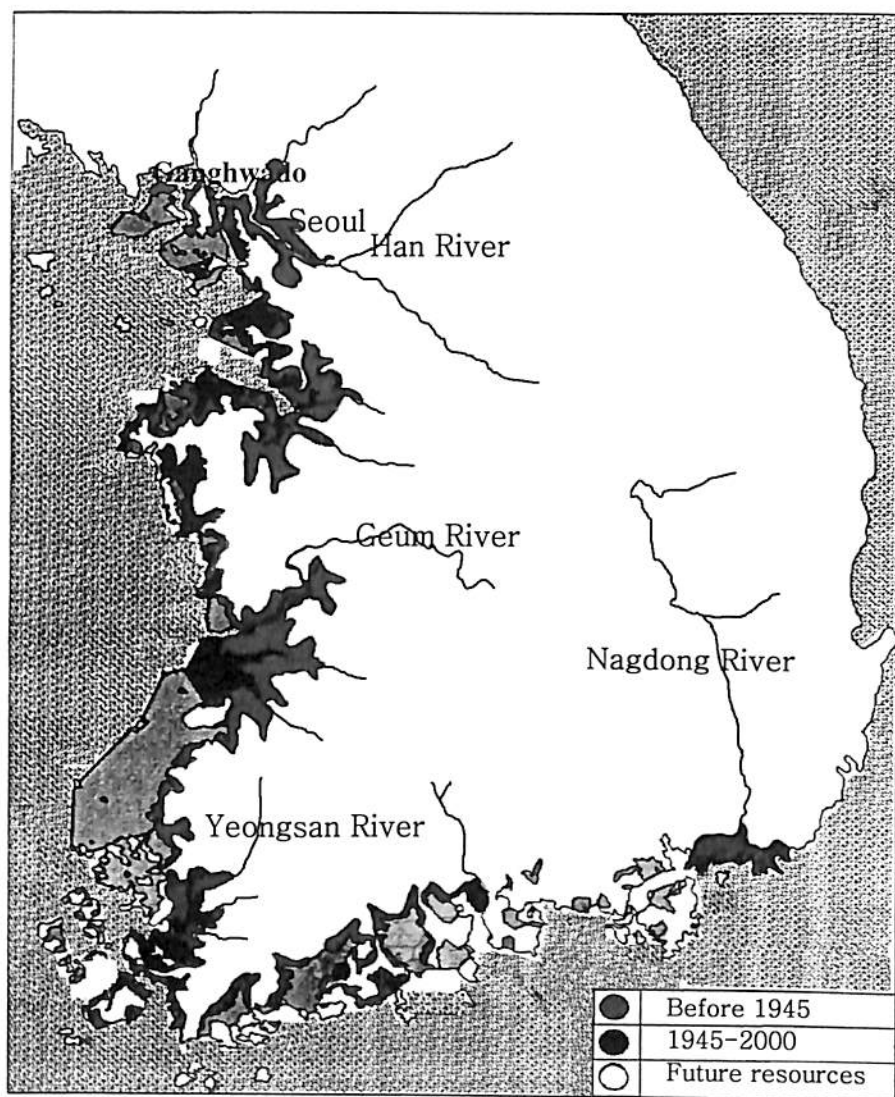 Ganghwado
Seoul
Han River
Geum River
Nagdong River
Yeongsan River
Before 1945
1945-2000
Future resources